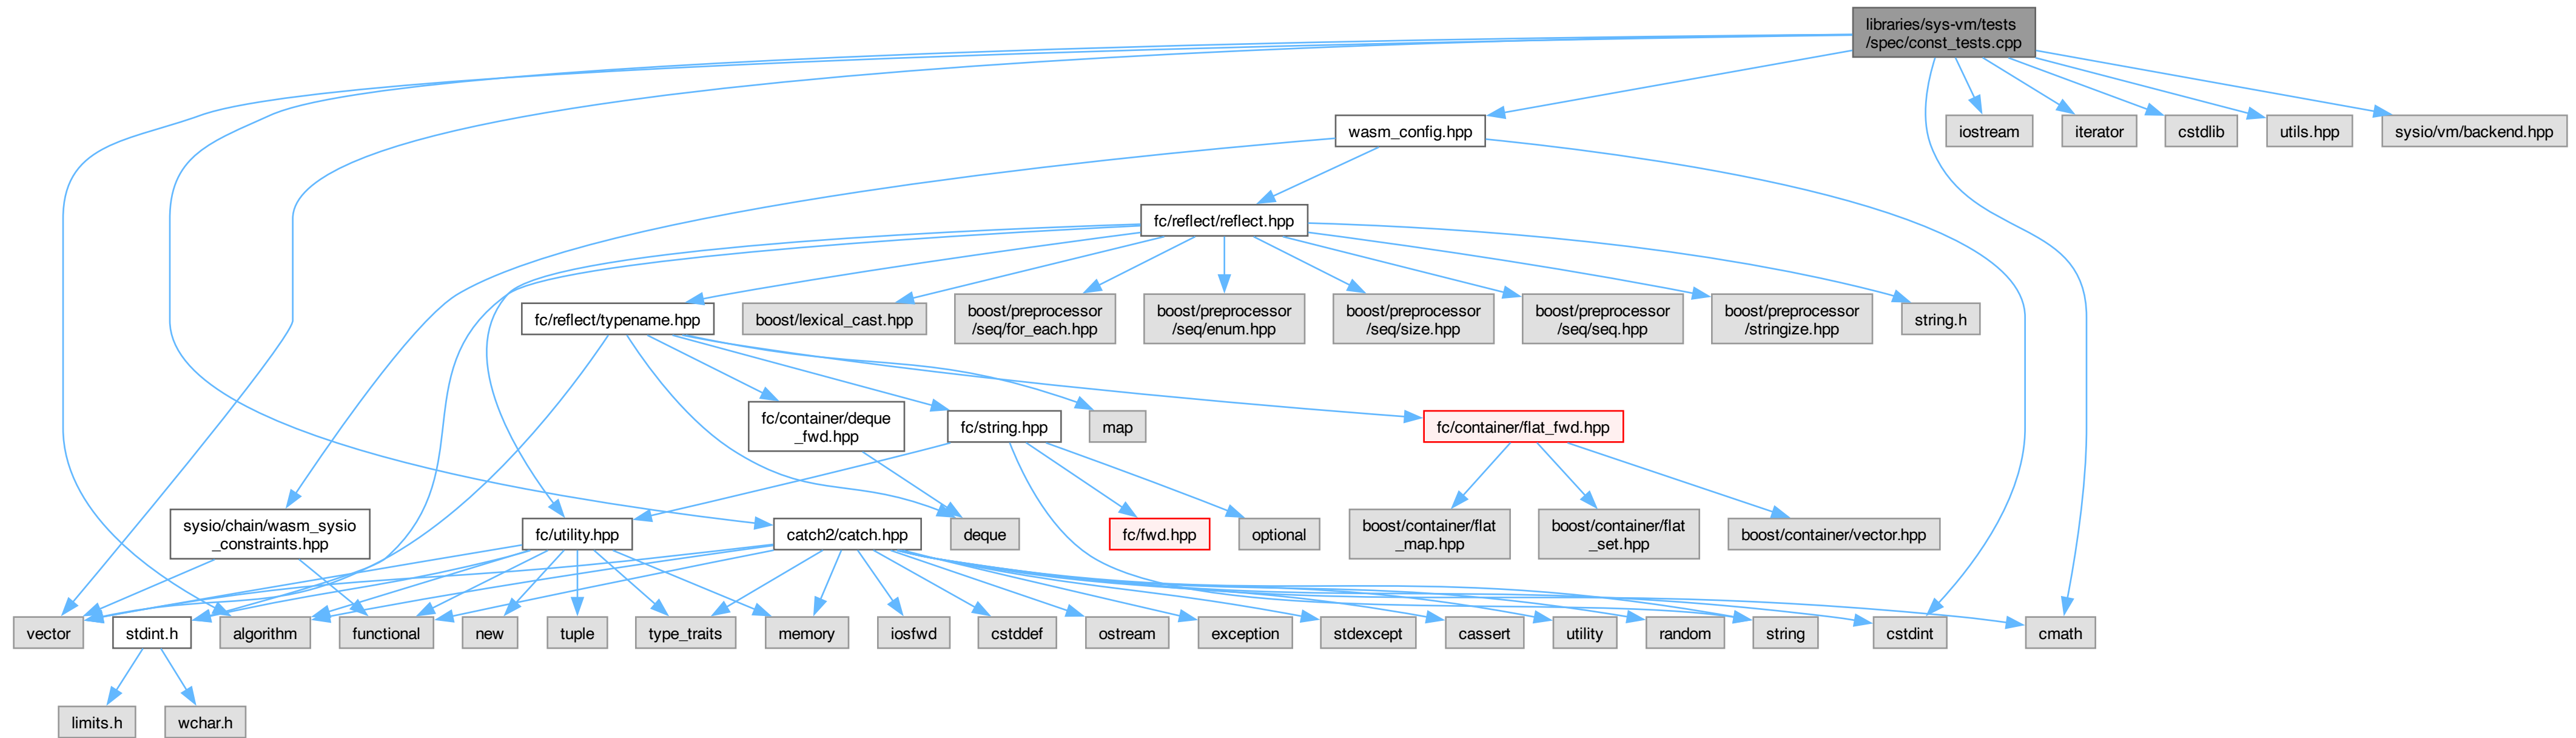 libraries/sys-vm/tests
/spec/const_tests.cpp
wasm_config.hpp
iostream
iterator
cstdlib
utils.hpp
sysio/vm/backend.hpp
fc/reflect/reflect.hpp
fc/reflect/typename.hpp
boost/lexical_cast.hpp
boost/preprocessor
/seq/for_each.hpp
boost/preprocessor
/seq/enum.hpp
boost/preprocessor
/seq/size.hpp
boost/preprocessor
/seq/seq.hpp
boost/preprocessor
/stringize.hpp
string.h
fc/container/deque
_fwd.hpp
fc/string.hpp
map
fc/container/flat_fwd.hpp
sysio/chain/wasm_sysio
_constraints.hpp
fc/utility.hpp
catch2/catch.hpp
deque
fc/fwd.hpp
optional
boost/container/flat
_map.hpp
boost/container/flat
_set.hpp
boost/container/vector.hpp
vector
stdint.h
algorithm
functional
new
tuple
type_traits
memory
iosfwd
cstddef
ostream
exception
stdexcept
cassert
utility
random
string
cstdint
cmath
limits.h
wchar.h